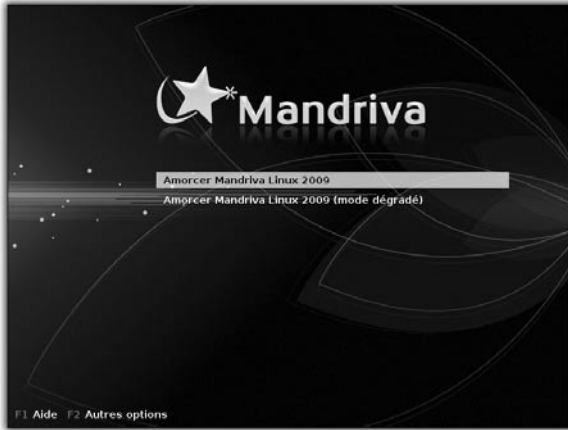 Mandriva
Amorcer Mandriva Linux 2009
Amorcer Mandriva Linux 2009 (mode dégradé)
F1 Aide F2 Autres options